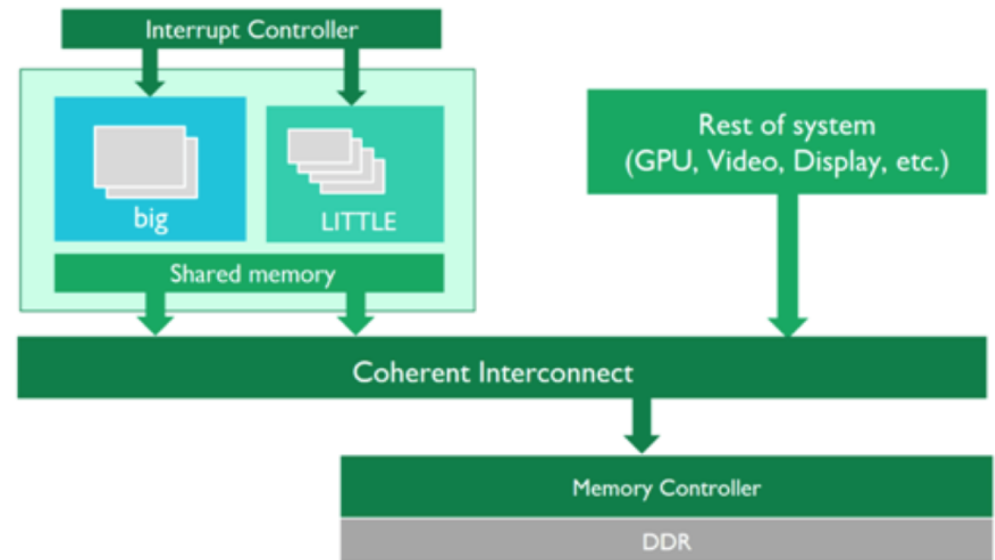 Interrupt Controller
big
LITTLE
Shared memory
Rest of system
(GPU, Video, Display, etc.)
Coherent Interconnect
Memory Controller
DDR